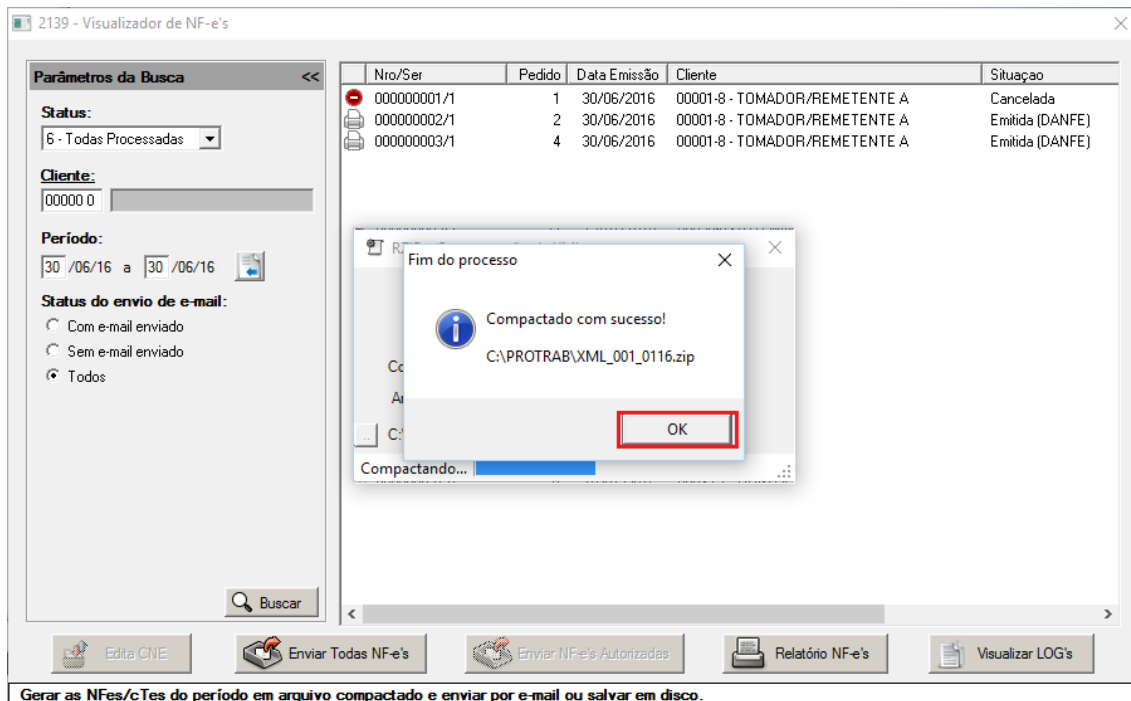 2139 - Visualizador de NF-e's
Parâmetros da Busca <<
Status:
6 - Todas Processadas
Cliente:
00000 0
Período:
30 /06/16 a 30 /06/16
Status do envio de e-mail:
Com e-mail enviado
Sem e-mail enviado
Todos
Buscar
Nro/Ser Pedido Data Emissão Cliente Situaçao
000000001/1 1 30/06/2016 00001-8 - TOMADOR/REMETENTE A Cancelada
000000002/1 2 30/06/2016 00001-8 - TOMADOR/REMETENTE A Emitida (DANFE)
000000003/1 4 30/06/2016 00001-8 - TOMADOR/REMETENTE A Emitida (DANFE)
Fim do processo
Compactado com sucesso!
C:\PROTRAB\XML_001_0116.zip
OK
.. C:
Compactando...
Edita CNE
Enviar Todas NF-e's
Enviar NF-e's Autorizadas
Relatório NF-e's
Visualizar LOG's
Gerar as NFes/cTes do período em arquivo compactado e enviar por e-mail ou salvar em disco.